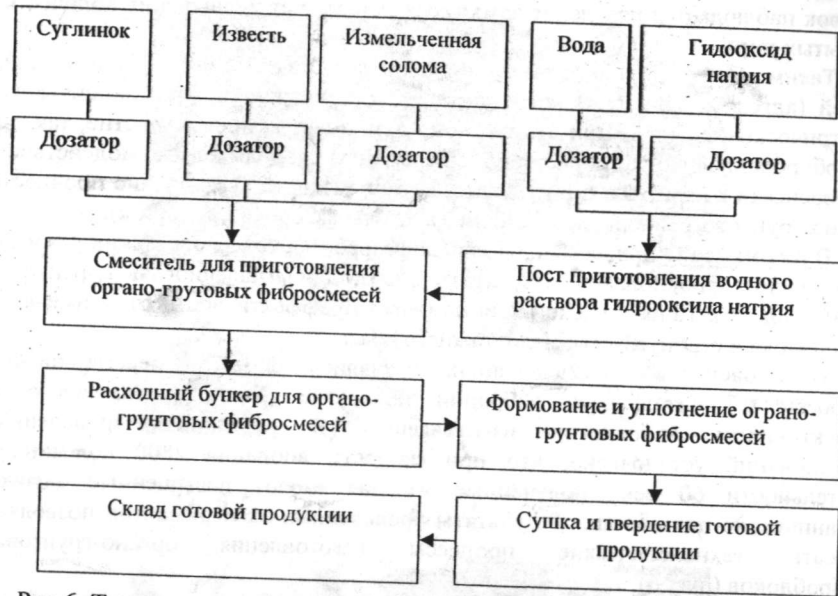 Суглинок
Известь
Измельченная
солома
Вода
Гидооксид
натрия
Дозатор
Дозатор
Дозатор
Дозатор
Дозатор
Смеситель для приготовления
органо-грутовых фибросмесей
Пост приготовления водного
раствора гидрооксида натрия
Расходный бункер для органо-
грунтовых фибросмесей
Формование и уплотнение ограно-
грунтовых фибросмесей
Склад готовой продукции
Сушка и твердение готовой
продукции